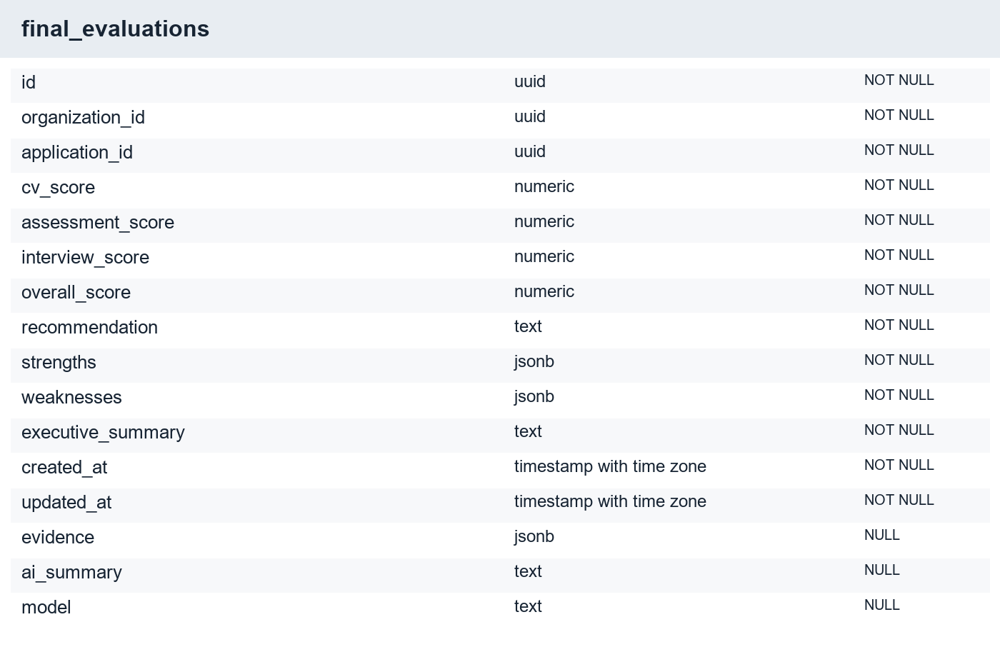 final_evaluations
id uuid NOT NULL
organization_id uuid NOT NULL
application_id uuid NOT NULL
cv_score numeric NOT NULL
assessment_score numeric NOT NULL
interview_score numeric NOT NULL
overall_score numeric NOT NULL
recommendation text NOT NULL
strengths jsonb NOT NULL
weaknesses jsonb NOT NULL
executive_summary text NOT NULL
created_at timestamp with time zone NOT NULL
updated_at timestamp with time zone NOT NULL
evidence jsonb NULL
ai_summary text NULL
model text NULL